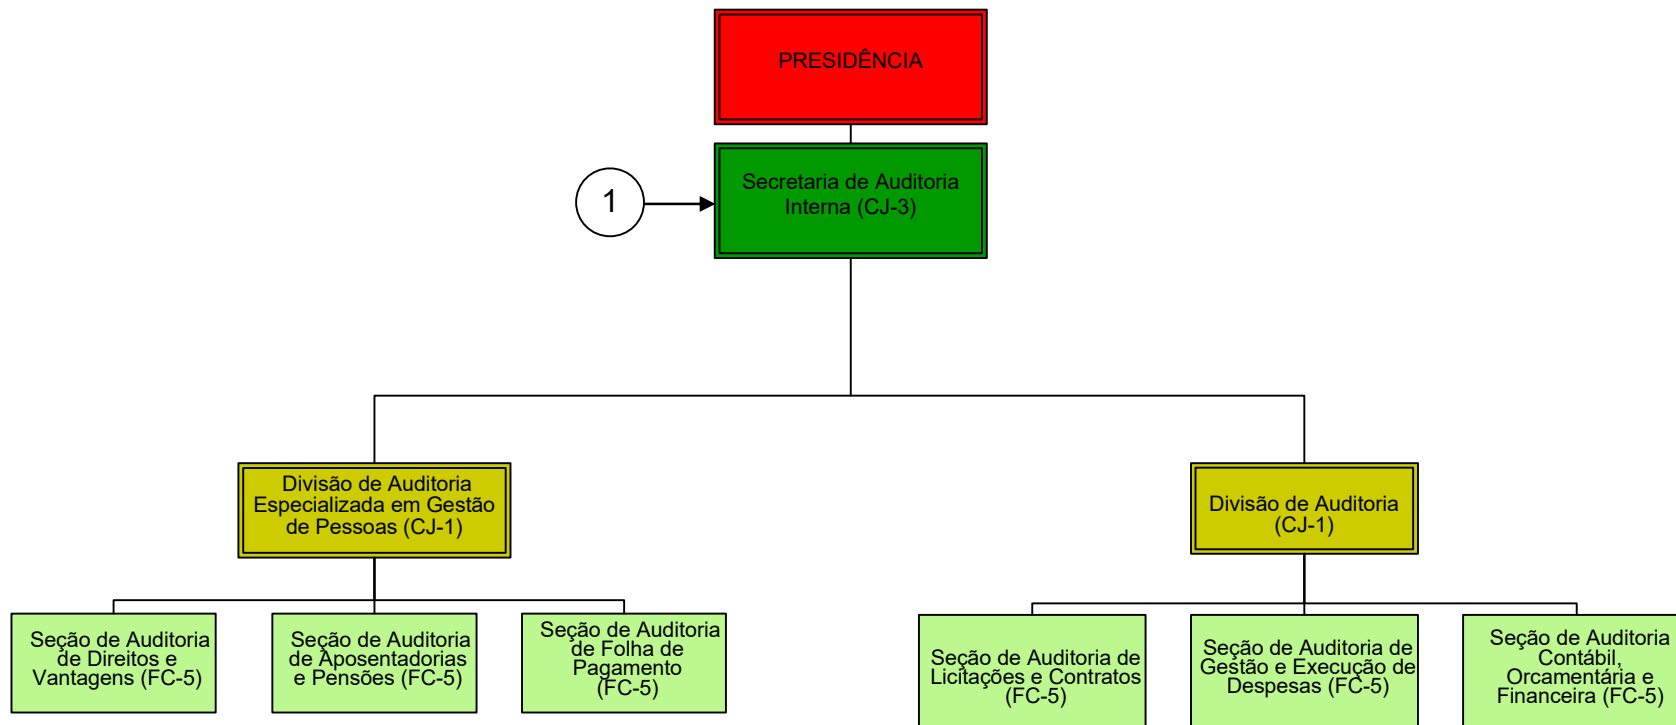 PRESIDÊNCIA
1
Secretaria de Auditoria
Interna (CJ-3)
Divisão de Auditoria
Especializada em Gestão
de Pessoas (CJ-1)
Divisão de Auditoria
(CJ-1)
Seção de Auditoria
de Direitos e
Vantagens (FC-5)
Seção de Auditoria
de Aposentadorias
e Pensões (FC-5)
Seção de Auditoria
de Folha de
Pagamento
(FC-5)
Seção de Auditoria de
Licitações e Contratos
(FC-5)
Seção de Auditoria de
Gestão e Execução de
Despesas (FC-5)
Seção de Auditoria
Contábil,
Orcamentária e
Financeira (FC-5)